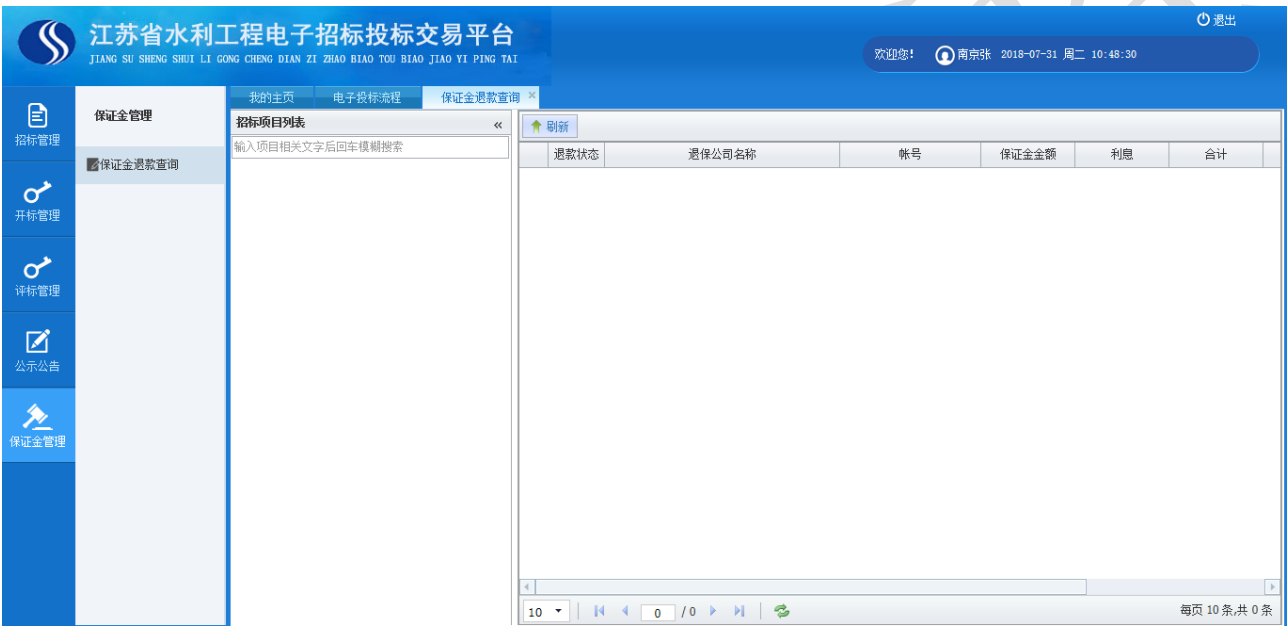 退出
江苏省水利工程电子招标投标交易平台
JIANG SU SHENG SHUI LI GONG CHENG DIAN ZI ZHAO BIAO TOU BIAO JIAO YI PING TAI
欢迎您! 南京张 2018-07-31 周二 10:48:30
我的主页 电子投标流程 保证金退款查询 ×
招标管理
开标管理
评标管理
公示公告
保证金管理
保证金管理
保证金退款查询
招标项目列表 «
输入项目相关文字后回车模糊搜索
刷新
退款状态 退保公司名称 帐号 保证金金额 利息 合计
10 0 / 0 每页 10 条,共 0 条